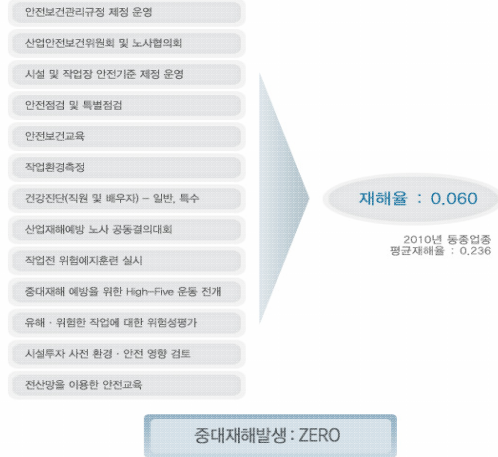 안전보건관리규정 제정 운영
산업안전보건위원회 및 노사협의회
시설 및 작업장 안전기준 제정 운영
안전점검 및 특별점검
안전보건교육
작업환경측정
건강진단(직원 및 배우자) - 일반, 특수
산업재해예방 노사 공동결의대회
작업전 위험예지훈련 실시
중대재해 예방을 위한 High-Five 운동 전개
유해 · 위험한 작업에 대한 위험성평가
시설투자 사전 환경 · 안전 영향 검토
전산망을 이용한 안전교육
재해율 : 0.060
2010년 동종업종
평균재해율 : 0.236
중대재해발생 : ZERO